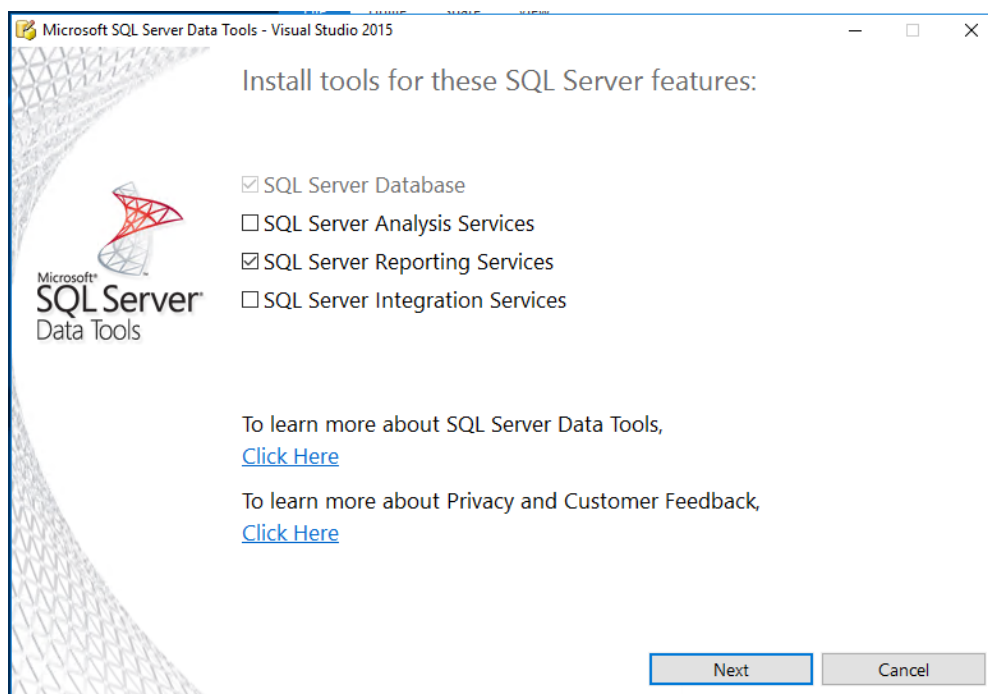 Microsoft SQL Server Data Tools - Visual Studio 2015
Install tools for these SQL Server features:
SQL Server Database
SQL Server Analysis Services
SQL Server Reporting Services
SQL Server Integration Services
Microsoft®
SQL Server®
Data Tools
To learn more about SQL Server Data Tools,
Click Here
To learn more about Privacy and Customer Feedback,
Click Here
Next
Cancel